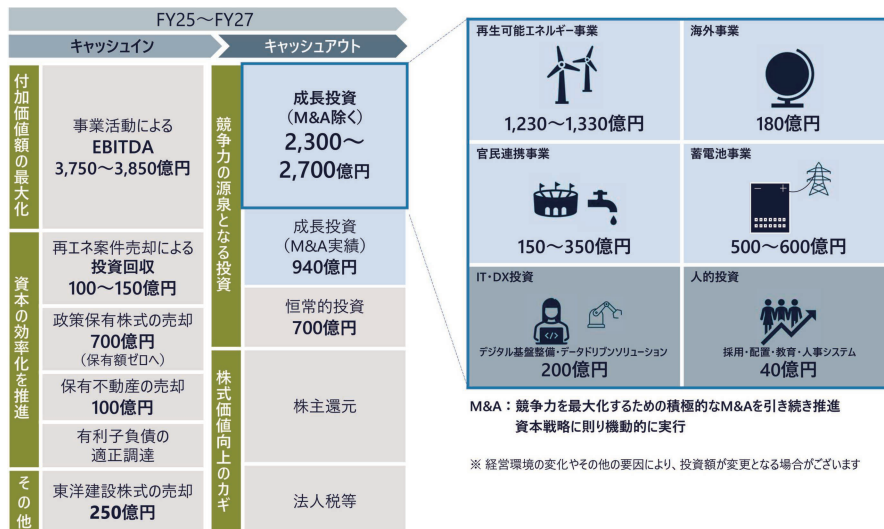 FY25～FY27
キャッシュイン
キャッシュアウト
付加価値額の最大化
事業活動による
EBITDA
3,750～3,850億円
資本の効率化を推進
再エネ案件売却による
投資回収
100～150億円
政策保有株式の売却
700億円
(保有額ゼロへ)
保有不動産の売却
100億円
有利子負債の
適正調達
その他
東洋建設株式の売却
250億円
競争力の源泉となる投資
成長投資
(M&A除く)
2,300～
2,700億円
成長投資
(M&A実績)
940億円
恒常的投資
700億円
株式価値向上のカギ
株主還元
法人税等
再生可能エネルギー事業
1,230～1,330億円
海外事業
180億円
官民連携事業
150～350億円
蓄電池事業
500～600億円
IT・DX投資
デジタル基盤整備・データドリブンソリューション
200億円
人的投資
採用・配置・教育・人事システム
40億円
M&A：競争力を最大化するための積極的なM&Aを引き続き推進
資本戦略に則り機動的に実行
※ 経営環境の変化やその他の要因により、投資額が変更となる場合がございます